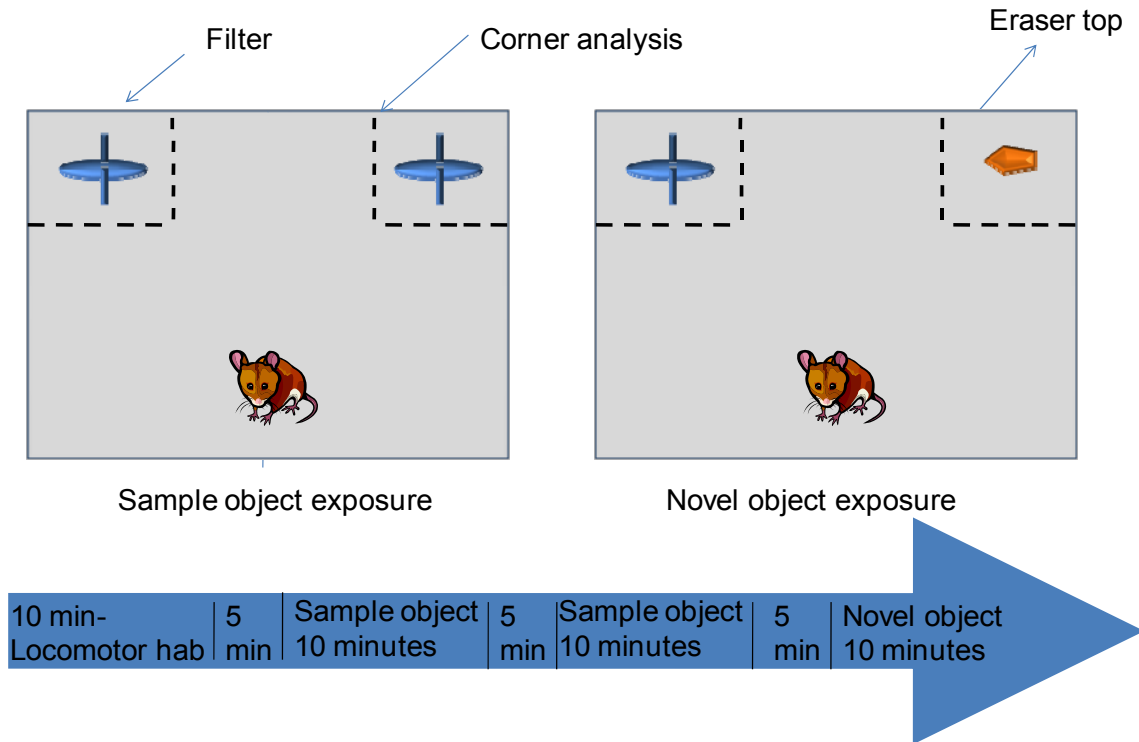 Filter
Corner analysis
Eraser top
Sample object exposure
Novel object exposure
10 min-
Locomotor hab
5
min
Sample object
10 minutes
5
min
Sample object
10 minutes
5
min
Novel object
10 minutes